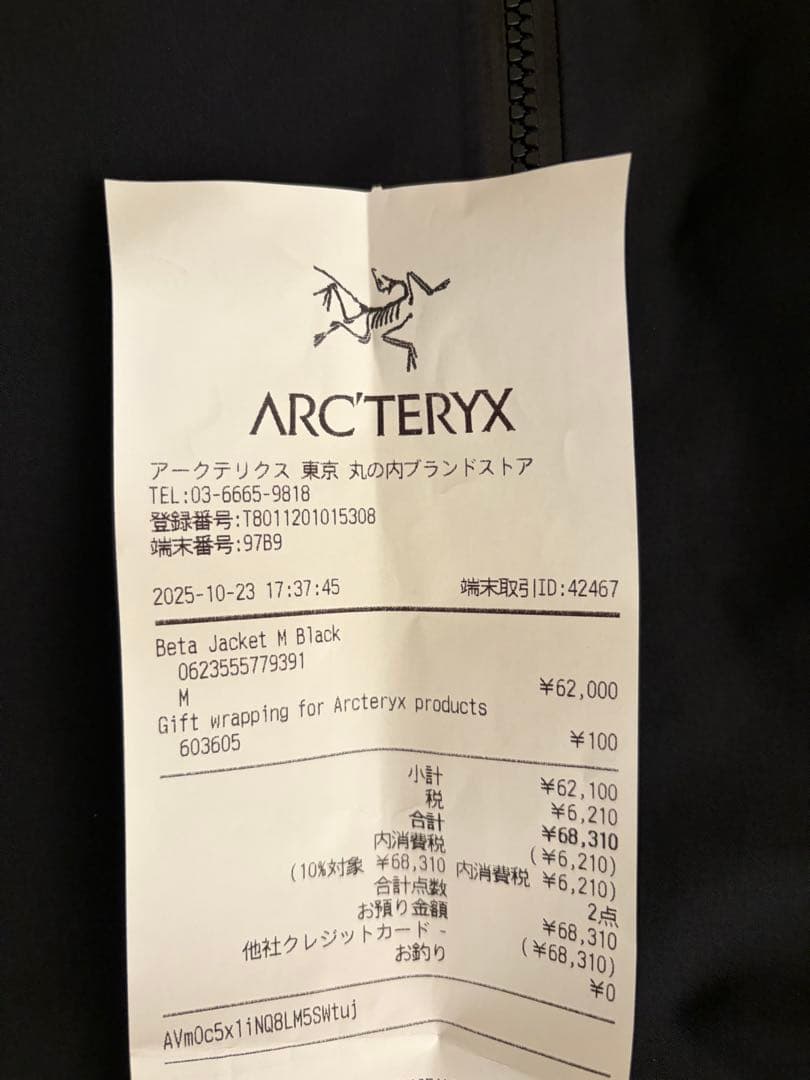 ARC'TERYX
アークテリクス 東京 丸の内ブランドストア
TEL:03-6665-9818
登録番号:T8011201015308
端末番号:97B9
2025-10-23 17:37:45 端末取引ID:42467
Beta Jacket M Black
0623555779391
M ¥62,000
Gift wrapping for Arcteryx products
603605 ¥100
小計 ¥62,100
税 ¥6,210
合計 ¥68,310
内消費税 (¥6,210)
(10%対象 ¥68,310 内消費税 ¥6,210)
合計点数 2点
お預り金額 ¥68,310
他社クレジットカード - (¥68,310)
お釣り ¥0
AVmOc5x1iNQ8LM5SWtuj